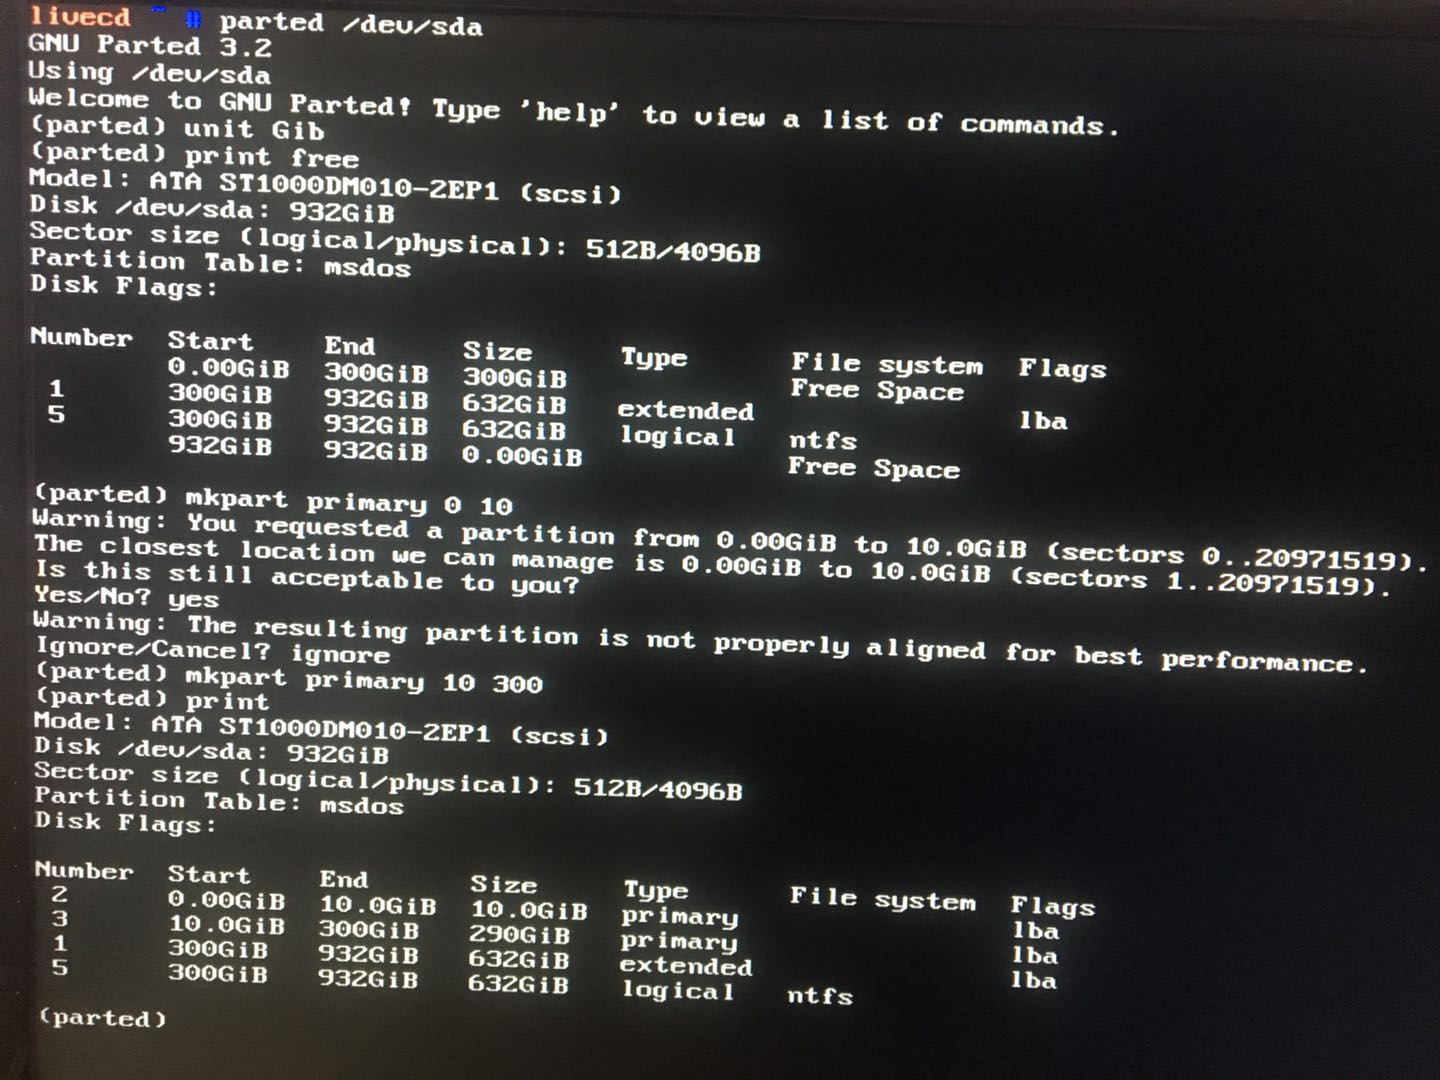 livecd ~ # parted /dev/sda
GNU Parted 3.2
Using /dev/sda
Welcome to GNU Parted! Type 'help' to view a list of commands.
(parted) unit Gib
(parted) print free
Model: ATA ST1000DM010-2EP1 (scsi)
Disk /dev/sda: 932GiB
Sector size (logical/physical): 512B/4096B
Partition Table: msdos
Disk Flags:
Number Start End Size Type File system Flags
0.00GiB 300GiB 300GiB Free Space
1 300GiB 932GiB 632GiB extended lba
5 300GiB 932GiB 632GiB logical ntfs
932GiB 932GiB 0.00GiB Free Space
(parted) mkpart primary 0 10
Warning: You requested a partition from 0.00GiB to 10.0GiB (sectors 0..20971519).
The closest location we can manage is 0.00GiB to 10.0GiB (sectors 1..20971519).
Is this still acceptable to you?
Yes/No? yes
Warning: The resulting partition is not properly aligned for best performance.
Ignore/Cancel? ignore
(parted) mkpart primary 10 300
(parted) print
Model: ATA ST1000DM010-2EP1 (scsi)
Disk /dev/sda: 932GiB
Sector size (logical/physical): 512B/4096B
Partition Table: msdos
Disk Flags:
Number Start End Size Type File system Flags
2 0.00GiB 10.0GiB 10.0GiB primary lba
3 10.0GiB 300GiB 290GiB primary lba
1 300GiB 932GiB 632GiB extended lba
5 300GiB 932GiB 632GiB logical ntfs
(parted)